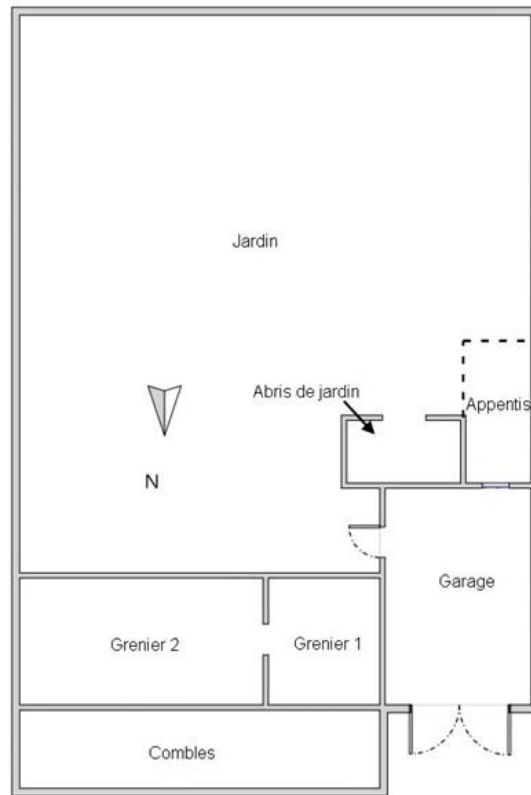 Jardin
Abris de jardin
Appentis
N
Garage
Grenier 2
Grenier 1
Combles